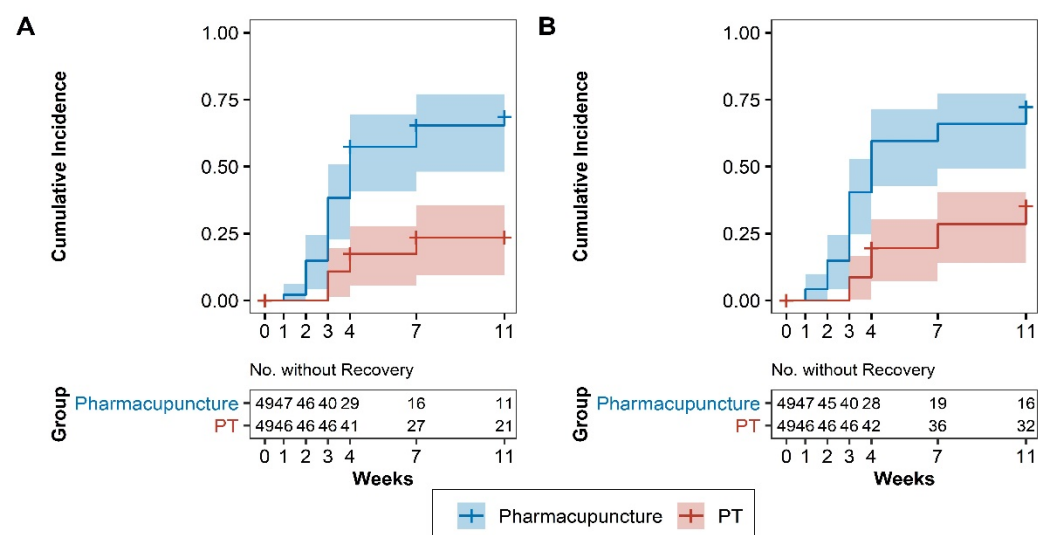 A
Cumulative Incidence
1.00
0.75
0.50
0.25
0.00
0 1 2 3 4 7 11
No. without Recovery
Group
Pharmacupuncture 49 47 46 40 29 16 11
PT 49 46 46 46 41 27 21
0 1 2 3 4 7 11
Weeks
B
Cumulative Incidence
1.00
0.75
0.50
0.25
0.00
0 1 2 3 4 7 11
No. without Recovery
Group
Pharmacupuncture 49 47 45 40 28 19 16
PT 49 46 46 46 42 36 32
0 1 2 3 4 7 11
Weeks
Pharmacupuncture PT